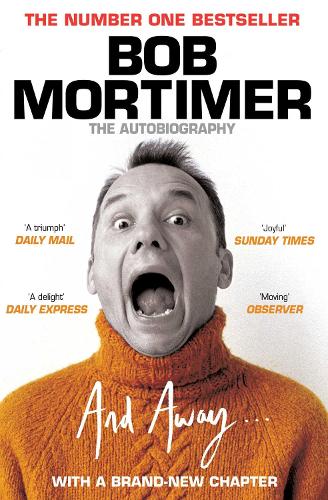 THE NUMBER ONE BESTSELLER
BOB
MORTIMER
THE AUTOBIOGRAPHY
'A triumph'
DAILY MAIL
'Joyful'
SUNDAY TIMES
'A delight'
DAILY EXPRESS
'Moving'
OBSERVER
And Away...
WITH A BRAND-NEW CHAPTER